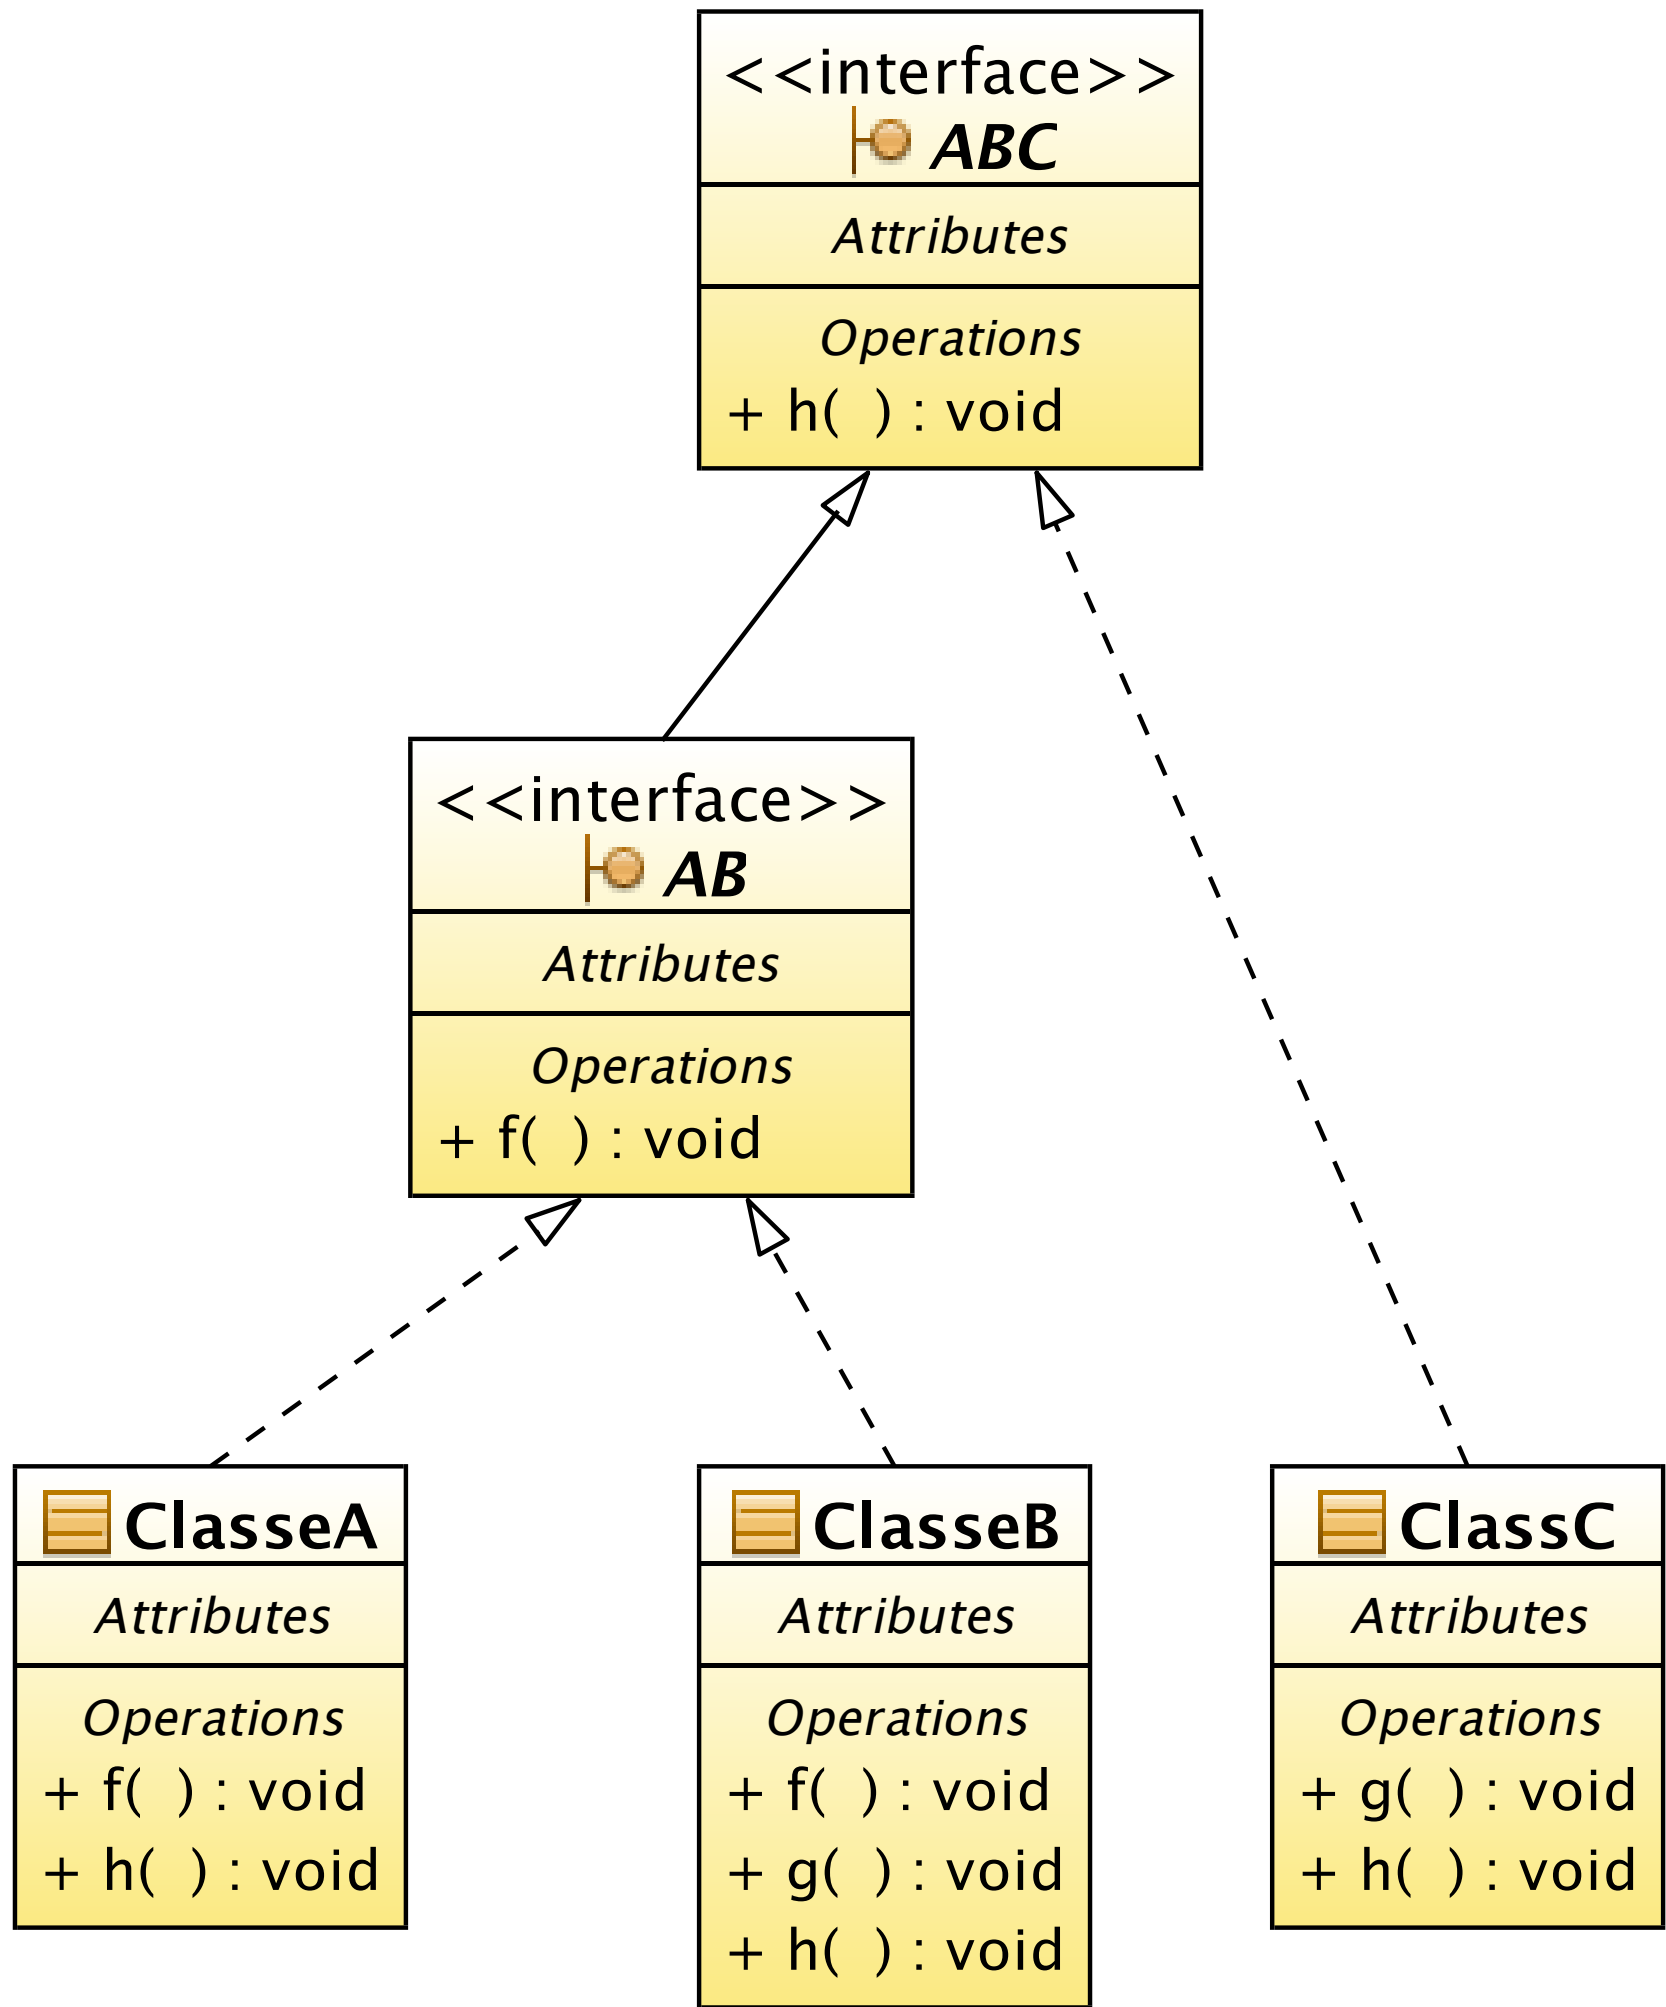 <<interface>>
ABC
Attributes
Operations
+ h( ) : void
<<interface>>
AB
Attributes
Operations
+ f( ) : void
ClasseA
Attributes
Operations
+ f( ) : void
+ h( ) : void
ClasseB
Attributes
Operations
+ f( ) : void
+ g( ) : void
+ h( ) : void
ClassC
Attributes
Operations
+ g( ) : void
+ h( ) : void